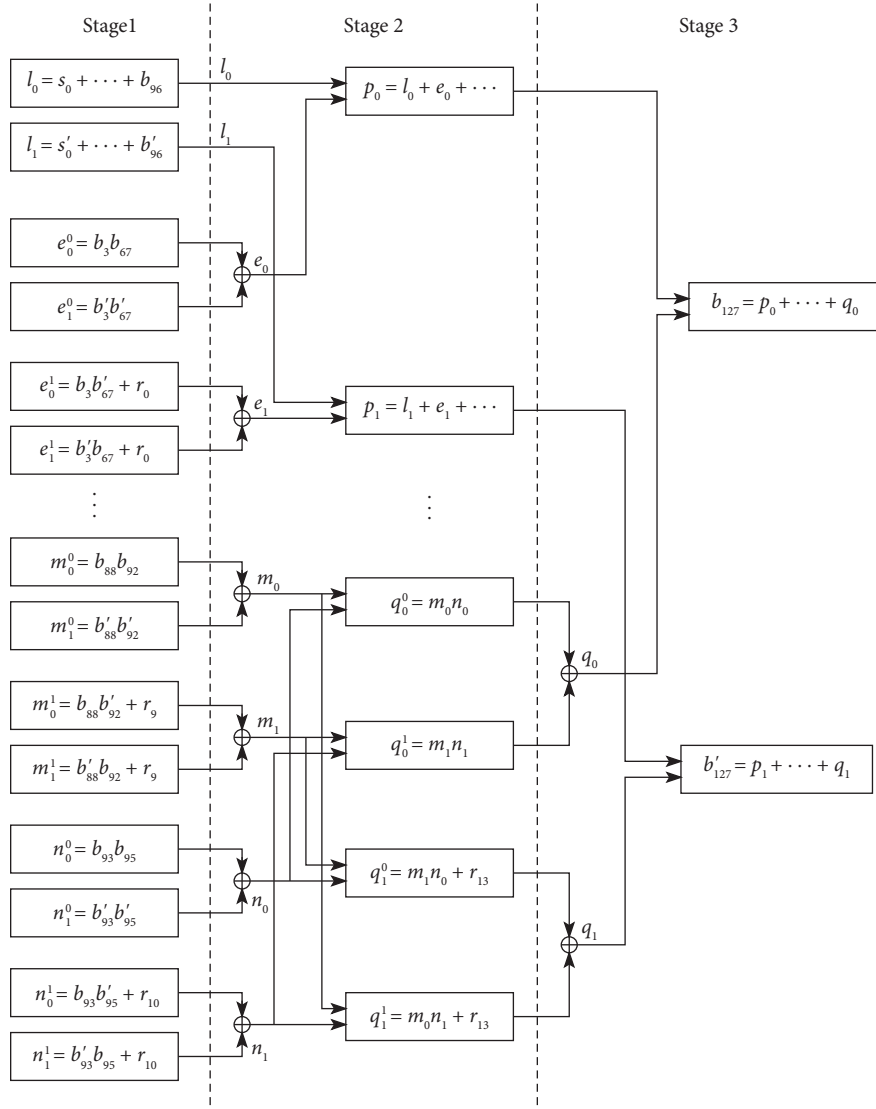 Stage1
Stage 2
Stage 3
l₀ = s₀ + · · · + b₉₆
l₀
p₀ = l₀ + e₀ + · · ·
l₁ = s′₀ + · · · + b′₉₆
l₁
e₀⁰ = b₃b₆₇
e₀
e₁⁰ = b′₃b′₆₇
b₁₂₇ = p₀ + · · · + q₀
e₀¹ = b₃b′₆₇ + r₀
e₁
p₁ = l₁ + e₁ + · · ·
e₁¹ = b′₃b₆₇ + r₀
⋮
⋮
m₀⁰ = b₈₈b₉₂
m₀
q₀⁰ = m₀n₀
m₁⁰ = b′₈₈b′₉₂
q₀
m₀¹ = b₈₈b′₉₂ + r₉
m₁
q₀¹ = m₁n₁
m₁¹ = b′₈₈b₉₂ + r₉
b′₁₂₇ = p₁ + · · · + q₁
n₀⁰ = b₉₃b₉₅
n₀
q₁⁰ = m₁n₀ + r₁₃
n₁⁰ = b′₉₃b′₉₅
q₁
n₀¹ = b₉₃b′₉₅ + r₁₀
q₁¹ = m₀n₁ + r₁₃
n₁¹ = b′₉₃b₉₅ + r₁₀
n₁